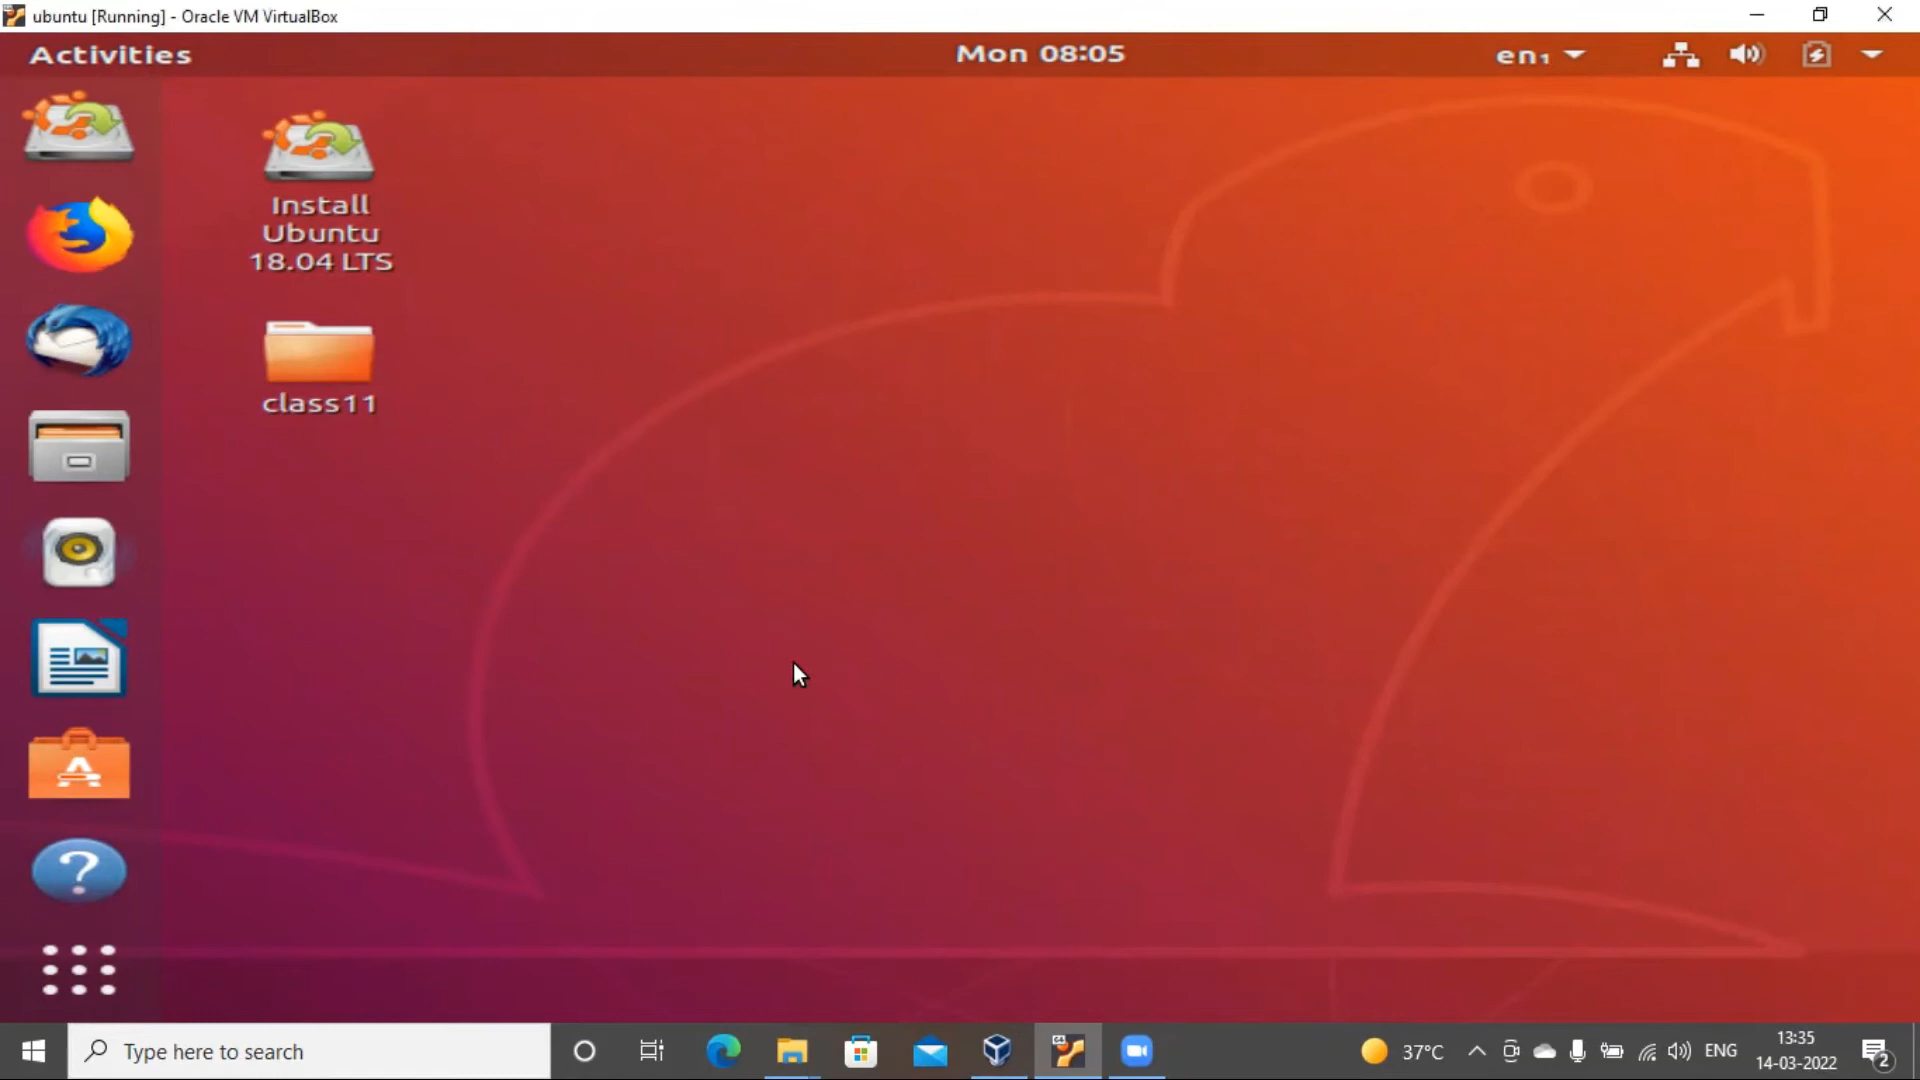 ubuntu [Running] - Oracle VM VirtualBox
Activities
Mon 08:05
en₁
Install
Ubuntu
18.04 LTS
class11
Type here to search
37°C
ENG
13:35
14-03-2022
2